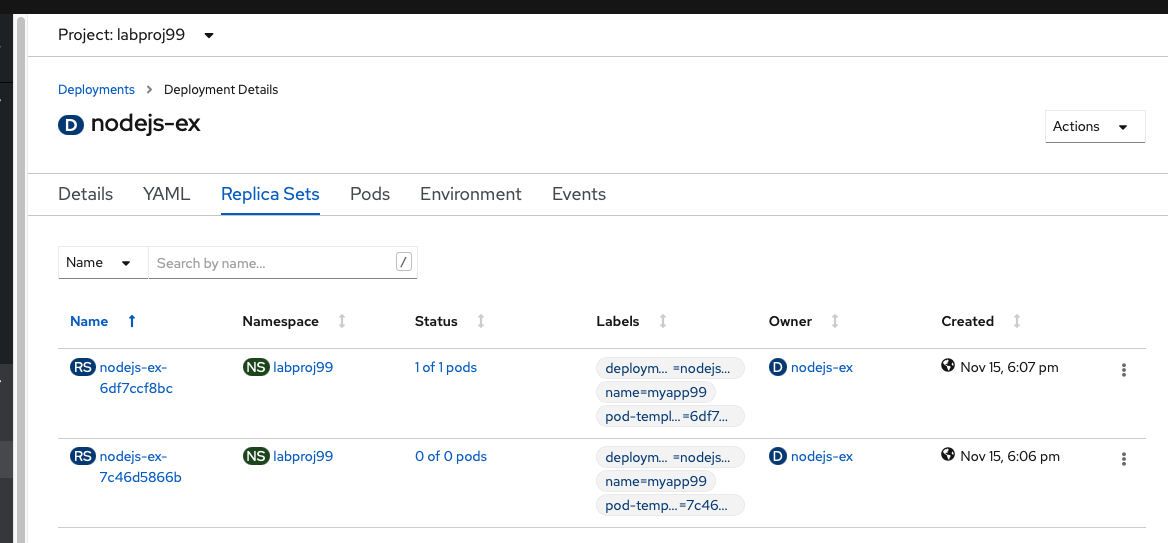 Project: labproj99
Deployments > Deployment Details
D nodejs-ex
Actions
Details YAML Replica Sets Pods Environment Events
Name Search by name... /
Name Namespace Status Labels Owner Created
RS nodejs-ex-6df7ccf8bc NS labproj99 1 of 1 pods deploym... =nodejs... D nodejs-ex Nov 15, 6:07 pm
name=myapp99
pod-templ...=6df7...
RS nodejs-ex-7c46d5866b NS labproj99 0 of 0 pods deploym... =nodejs... D nodejs-ex Nov 15, 6:06 pm
name=myapp99
pod-temp...=7c46...